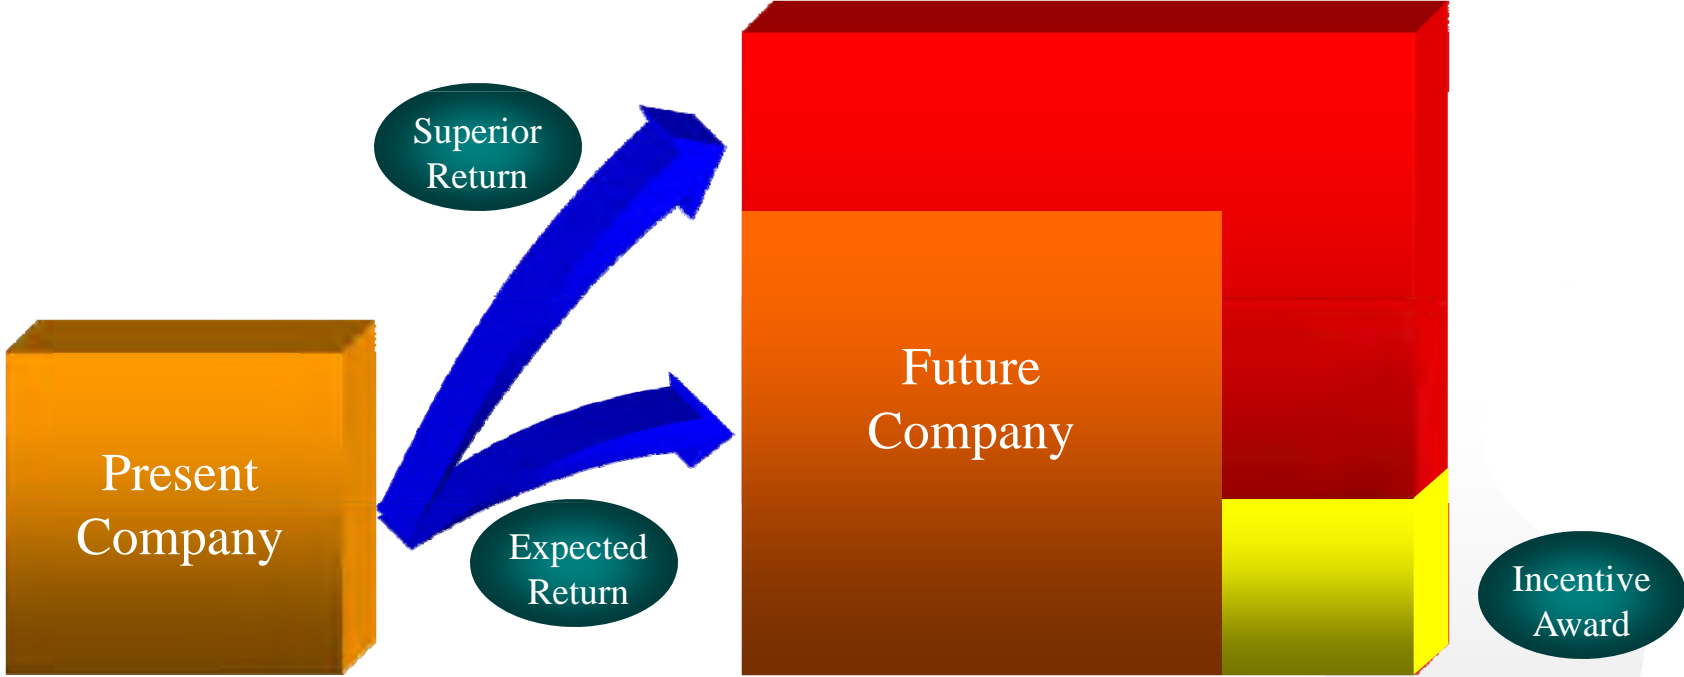 Superior
Return
Present
Company
Expected
Return
Future
Company
Incentive
Award